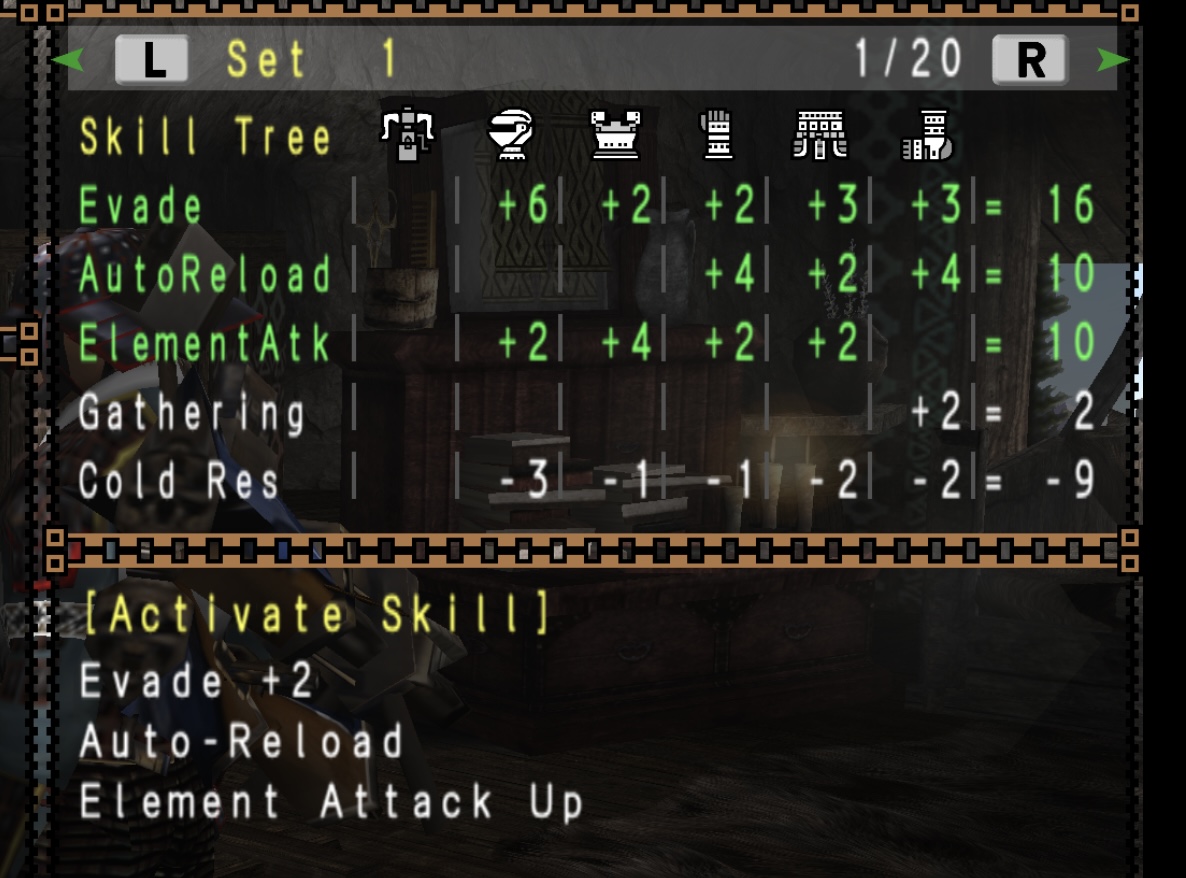 L Set 1 1/20 R
Skill Tree
Evade +6 +2 +2 +3 +3 = 16
AutoReload +4 +2 +4 = 10
ElementAtk +2 +4 +2 +2 = 10
Gathering +2 = 2
Cold Res -3 -1 -1 -2 -2 = -9
[Activate Skill]
Evade +2
Auto-Reload
Element Attack Up